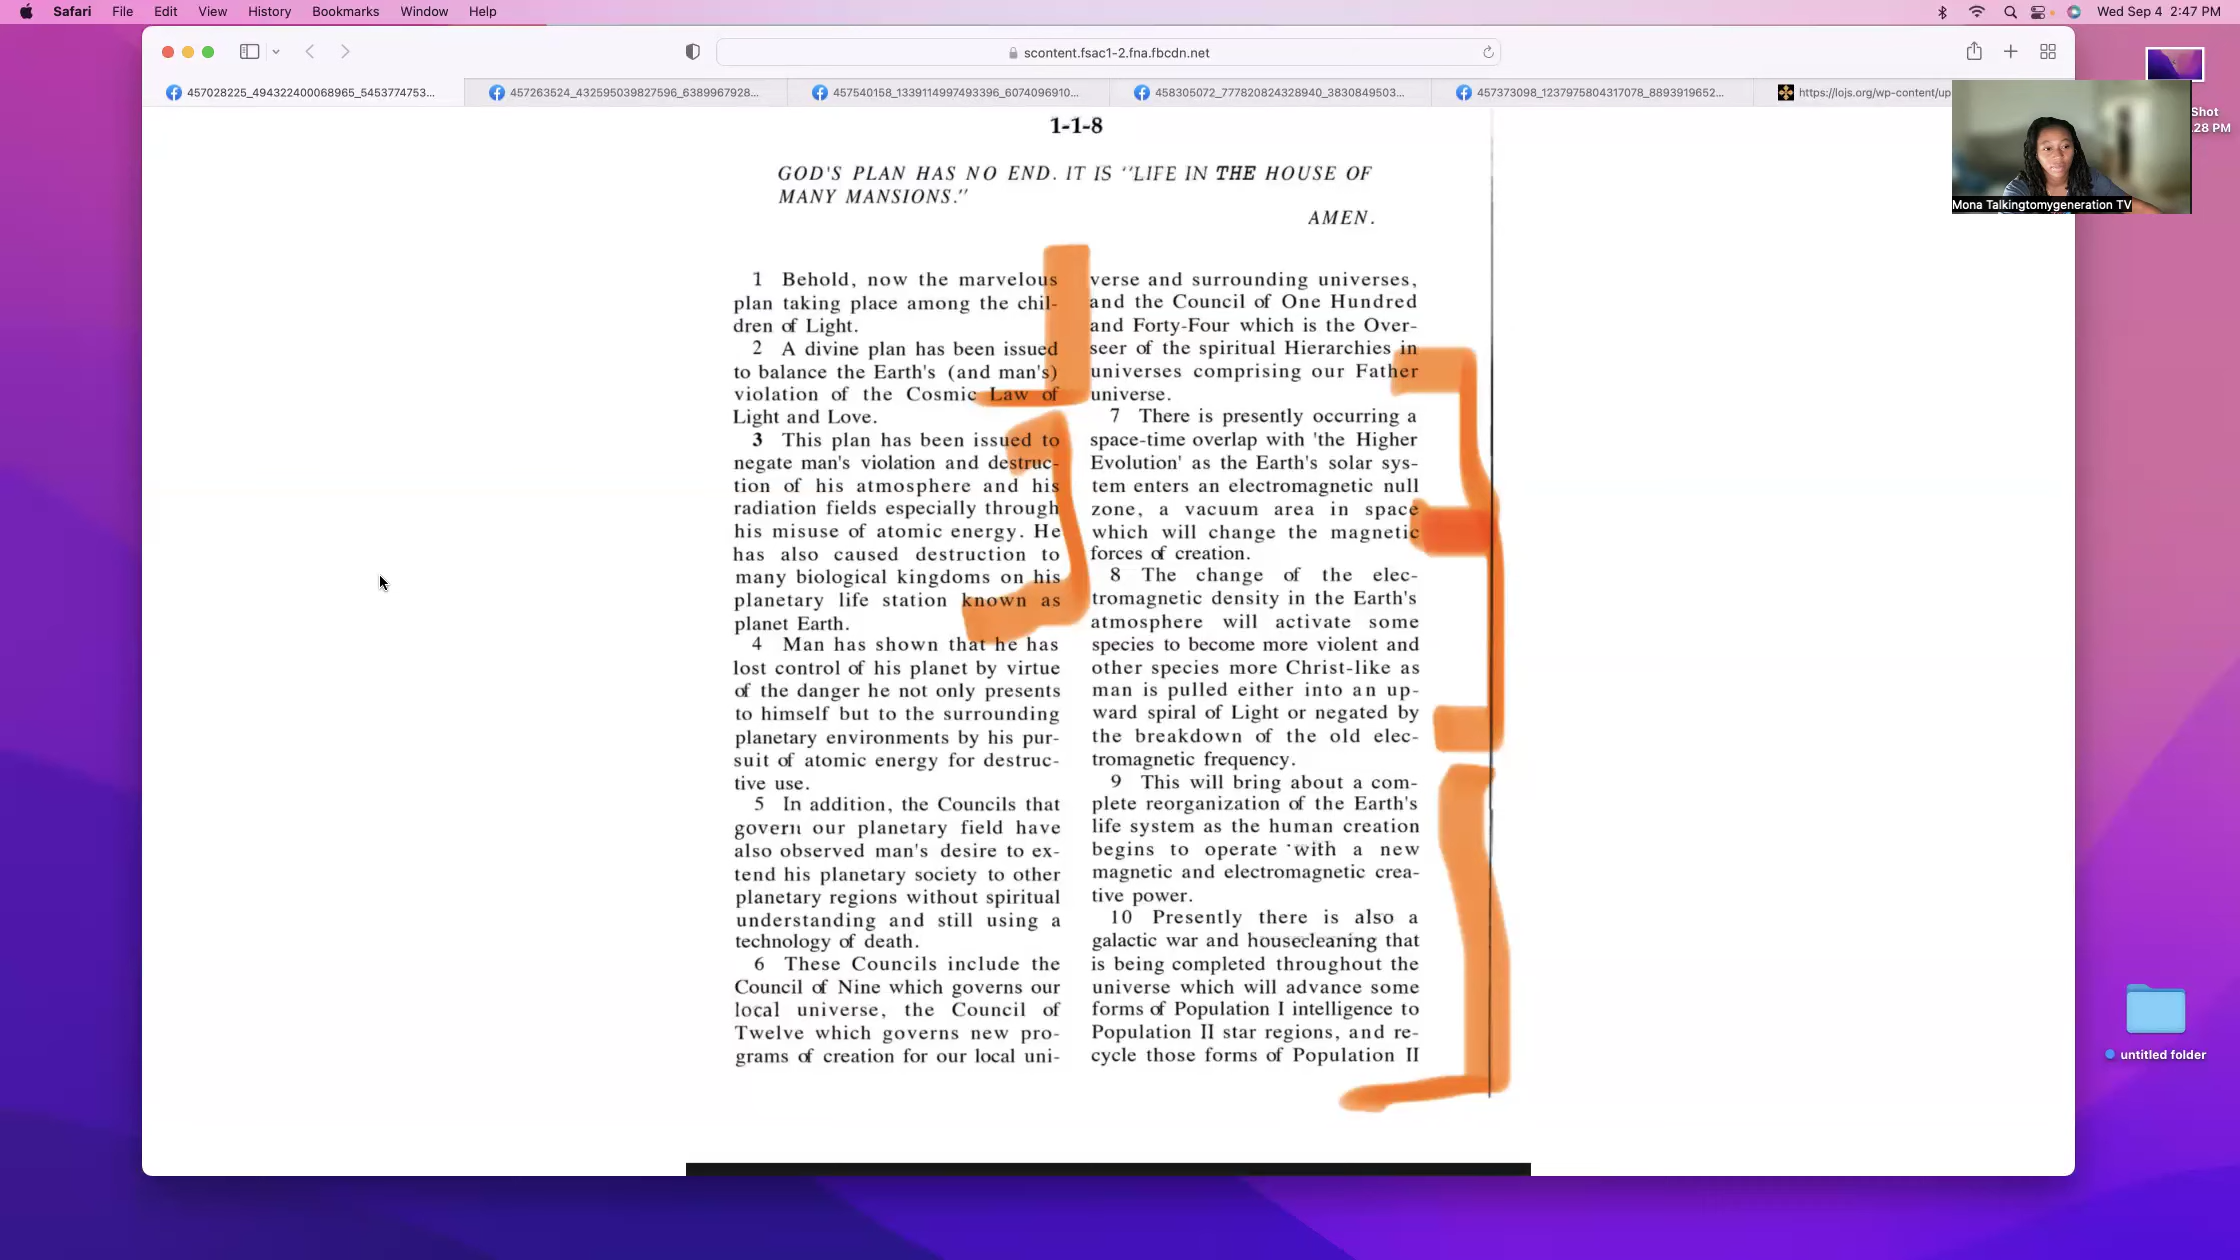 Safari File Edit View History Bookmarks Window Help
Wed Sep 4 2:47 PM
scontent.fsac1-2.fna.fbcdn.net
457028225_494322400068965_5453774753...
457263524_432595039827596_6389967928...
457540158_1339114997493396_6074096910...
458305072_777820824328940_3830849503...
457373098_1237975804317078_8893919652...
https://lojs.org/wp-content/up
Shot
.28 PM
Mona Talkingtomygeneration TV
1-1-8
GOD'S PLAN HAS NO END. IT IS "LIFE IN THE HOUSE OF
MANY MANSIONS."
AMEN.
1 Behold, now the marvelous
plan taking place among the chil-
dren of Light.
2 A divine plan has been issued
to balance the Earth's (and man's)
violation of the Cosmic Law of
Light and Love.
3 This plan has been issued to
negate man's violation and destruc-
tion of his atmosphere and his
radiation fields especially through
his misuse of atomic energy. He
has also caused destruction to
many biological kingdoms on his
planetary life station known as
planet Earth.
4 Man has shown that he has
lost control of his planet by virtue
of the danger he not only presents
to himself but to the surrounding
planetary environments by his pur-
suit of atomic energy for destruc-
tive use.
5 In addition, the Councils that
govern our planetary field have
also observed man's desire to ex-
tend his planetary society to other
planetary regions without spiritual
understanding and still using a
technology of death.
6 These Councils include the
Council of Nine which governs our
local universe, the Council of
Twelve which governs new pro-
grams of creation for our local uni-
verse and surrounding universes,
and the Council of One Hundred
and Forty-Four which is the Over-
seer of the spiritual Hierarchies in
universes comprising our Father
universe.
7 There is presently occurring a
space-time overlap with 'the Higher
Evolution' as the Earth's solar sys-
tem enters an electromagnetic null
zone, a vacuum area in space
which will change the magnetic
forces of creation.
8 The change of the elec-
tromagnetic density in the Earth's
atmosphere will activate some
species to become more violent and
other species more Christ-like as
man is pulled either into an up-
ward spiral of Light or negated by
the breakdown of the old elec-
tromagnetic frequency.
9 This will bring about a com-
plete reorganization of the Earth's
life system as the human creation
begins to operate with a new
magnetic and electromagnetic crea-
tive power.
10 Presently there is also a
galactic war and housecleaning that
is being completed throughout the
universe which will advance some
forms of Population I intelligence to
Population II star regions, and re-
cycle those forms of Population II
untitled folder